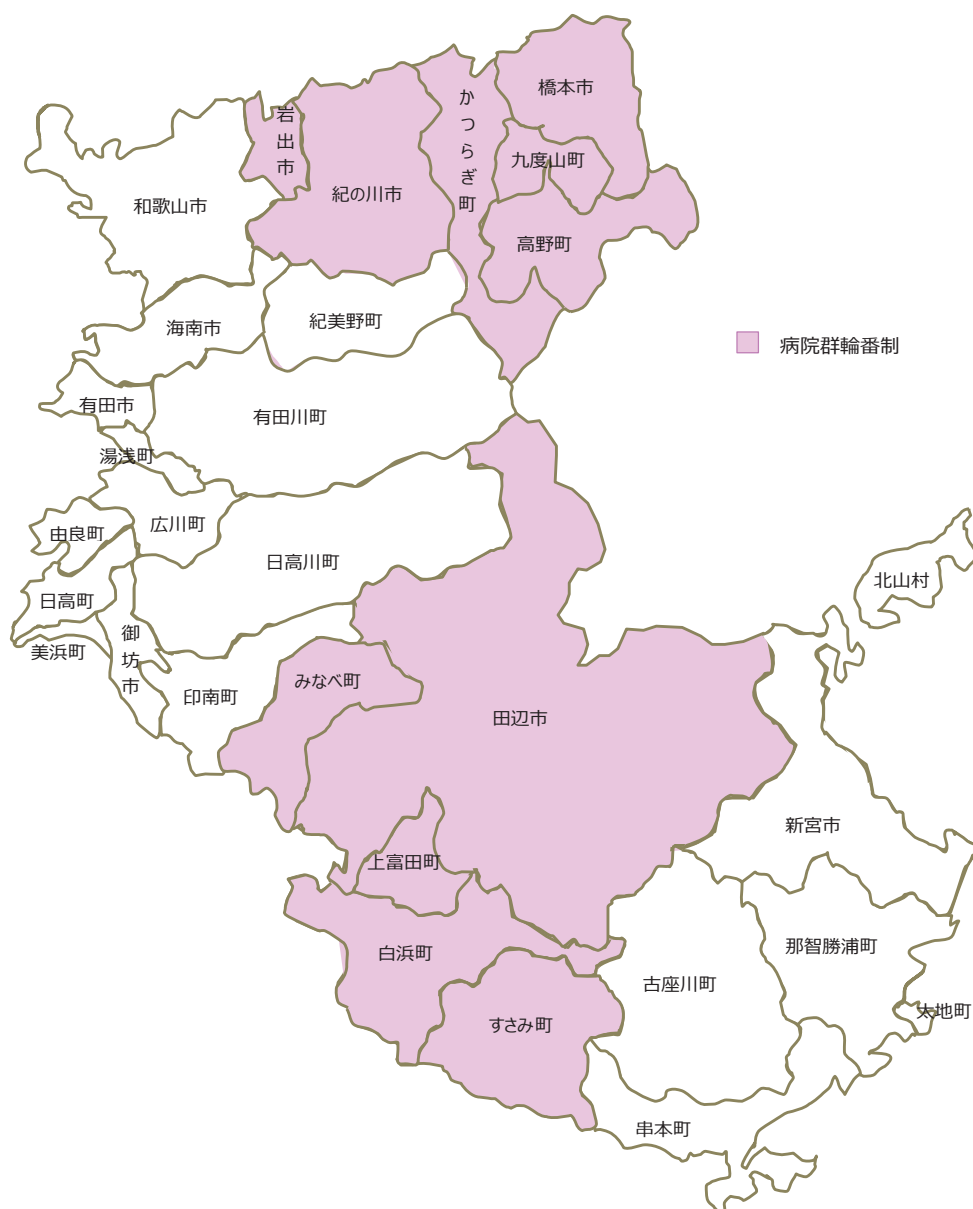 橋本市
かつらぎ町
岩出市
九度山町
紀の川市
和歌山市
高野町
紀美野町
海南市
病院群輪番制
有田市
有田川町
湯浅町
広川町
由良町
日高川町
北山村
日高町
御坊市
美浜町
みなべ町
印南町
田辺市
新宮市
上富田町
那智勝浦町
白浜町
古座川町
太地町
すさみ町
串本町